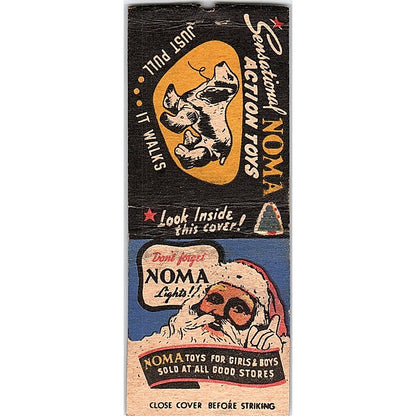 ★ Sensational
NOMA
ACTION TOYS
JUST PULL
... IT WALKS
★ Look Inside
this cover!
Don't forget
NOMA
Lights!!
NOMA TOYS FOR GIRLS & BOYS
SOLD AT ALL GOOD STORES
CLOSE COVER BEFORE STRIKING